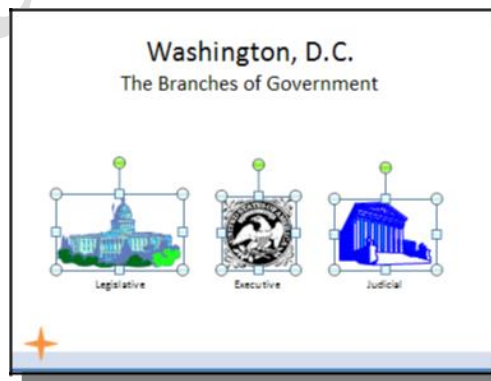 Washington, D.C.
The Branches of Government
Legislative
Executive
Judicial